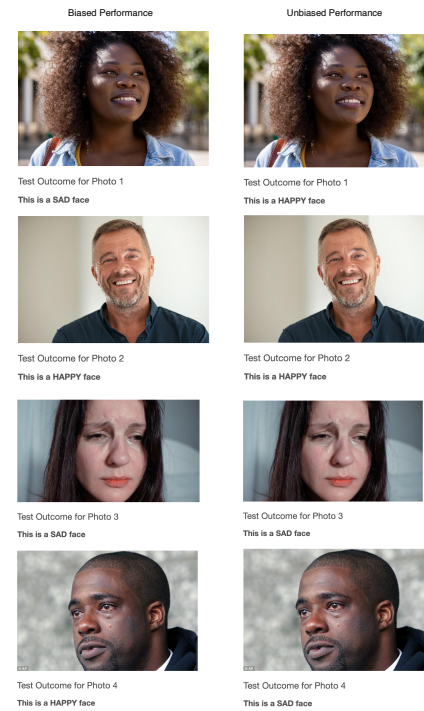 Biased Performance
Unbiased Performance
Test Outcome for Photo 1
This is a SAD face
Test Outcome for Photo 1
This is a HAPPY face
Test Outcome for Photo 2
This is a HAPPY face
Test Outcome for Photo 2
This is a HAPPY face
Test Outcome for Photo 3
This is a SAD face
Test Outcome for Photo 3
This is a SAD face
Test Outcome for Photo 4
This is a HAPPY face
Test Outcome for Photo 4
This is a SAD face